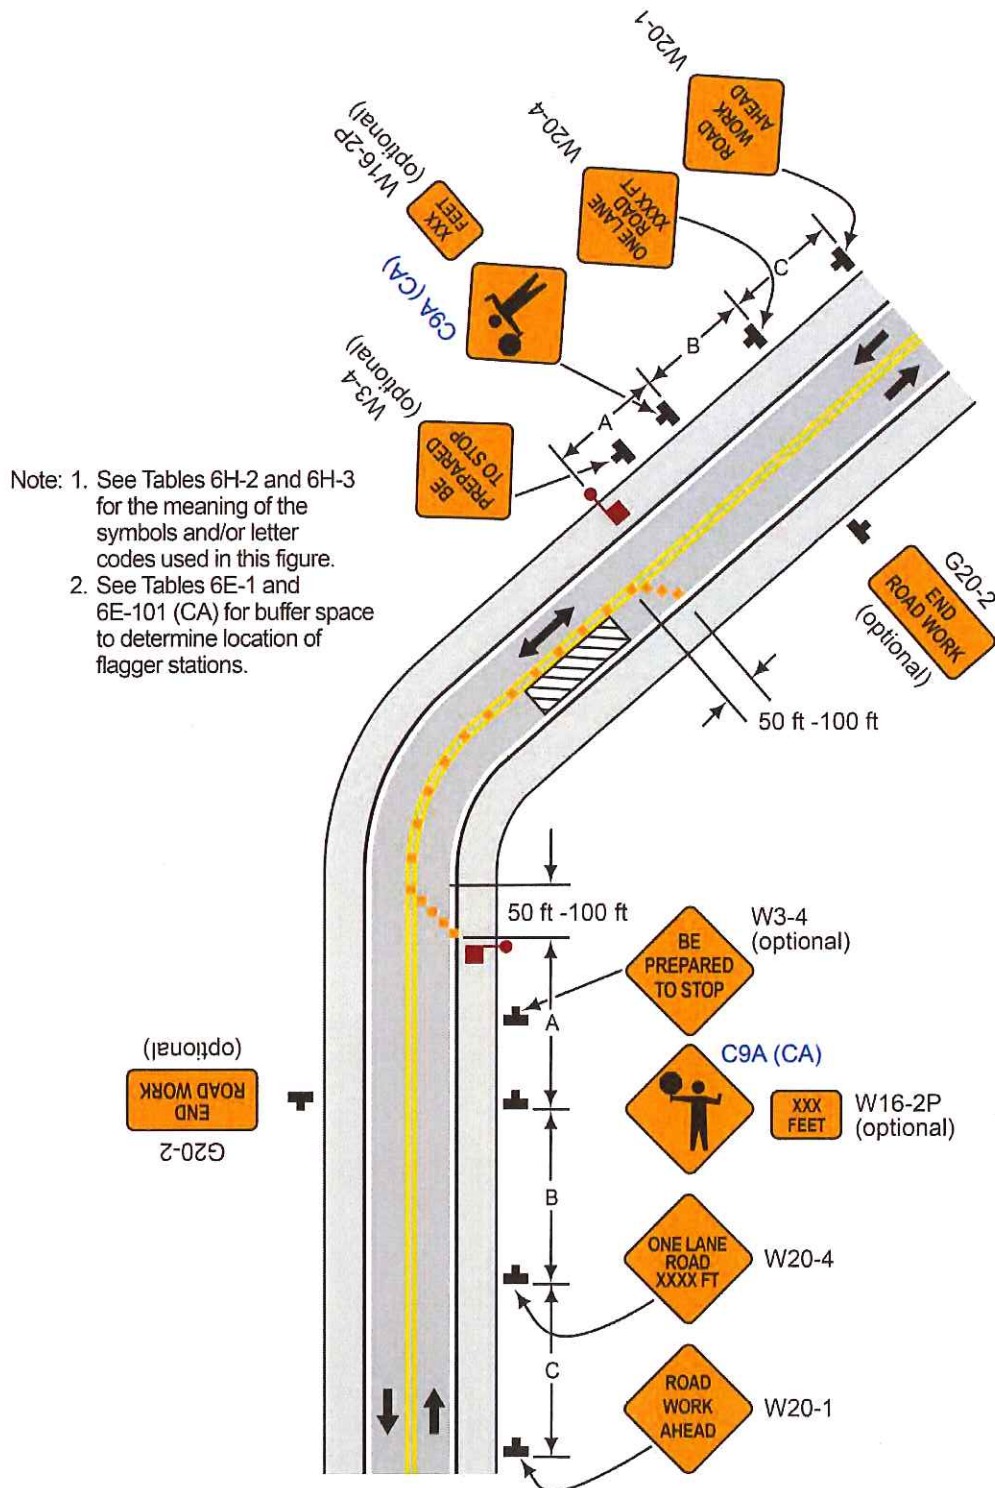 W20-1
ROAD
WORK
AHEAD
W20-4
ONE LANE
ROAD
XXXX FT
W16-2P
(optional)
XXX
FEET
C9A (CA)
W3-4
(optional)
BE
PREPARED
TO STOP
C
B
A
Note: 1. See Tables 6H-2 and 6H-3
for the meaning of the
symbols and/or letter
codes used in this figure.
2. See Tables 6E-1 and
6E-101 (CA) for buffer space
to determine location of
flagger stations.
G20-2
END
ROAD WORK
(optional)
50 ft -100 ft
50 ft -100 ft
BE
PREPARED
TO STOP
W3-4
(optional)
A
C9A (CA)
XXX
FEET
W16-2P
(optional)
G20-2
END
ROAD WORK
(optional)
B
ONE LANE
ROAD
XXXX FT
W20-4
C
ROAD
WORK
AHEAD
W20-1